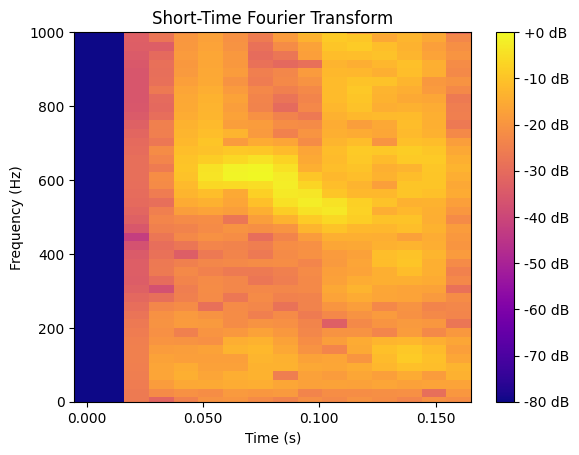 Short-Time Fourier Transform
1000
800
600
400
200
0
Frequency (Hz)
0.000
0.050
0.100
0.150
Time (s)
+0 dB
-10 dB
-20 dB
-30 dB
-40 dB
-50 dB
-60 dB
-70 dB
-80 dB